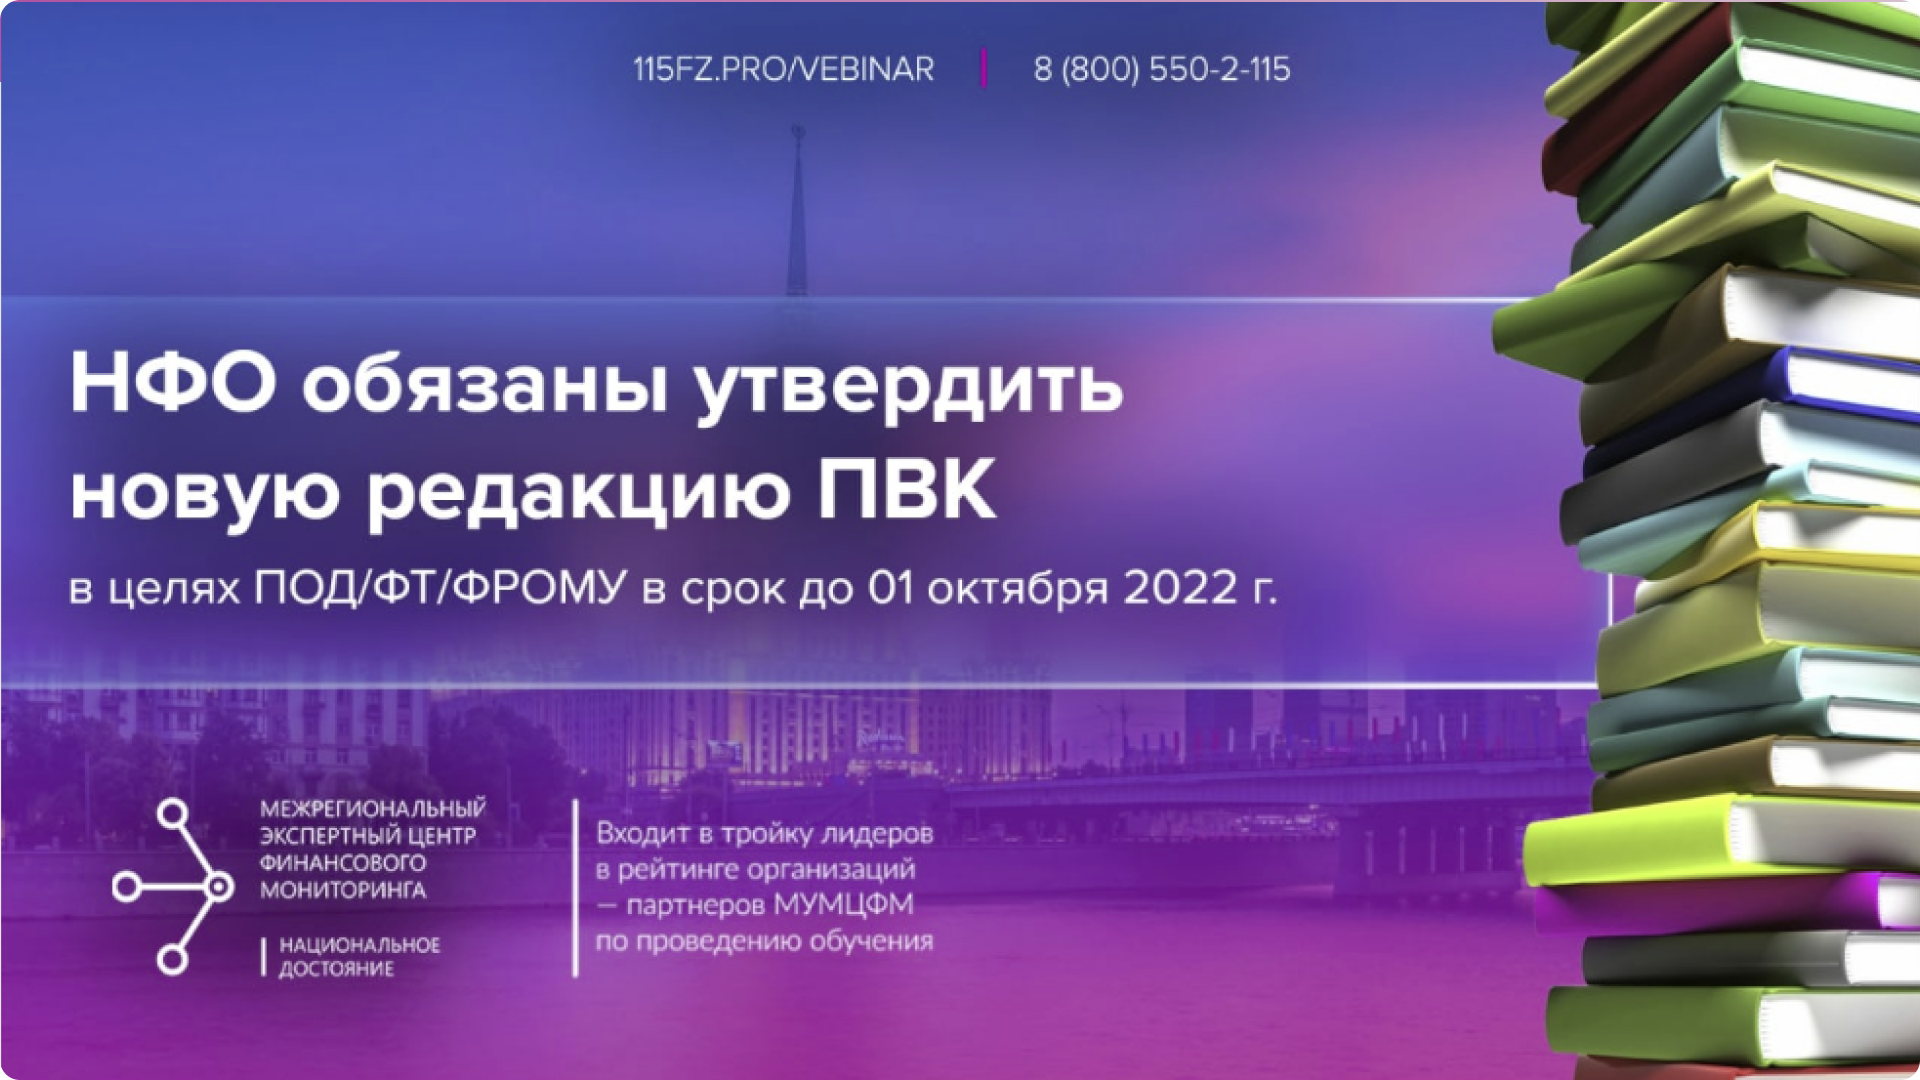 115FZ.PRO/VEBINAR
8 (800) 550-2-115
НФО обязаны утвердить
новую редакцию ПВК
в целях ПОД/ФТ/ФРОМУ в срок до 01 октября 2022 г.
МЕЖРЕГИОНАЛЬНЫЙ
ЭКСПЕРТНЫЙ ЦЕНТР
ФИНАНСОВОГО
МОНИТОРИНГА
НАЦИОНАЛЬНОЕ
ДОСТОЯНИЕ
Входит в тройку лидеров
в рейтинге организаций
— партнеров МУМЦФМ
по проведению обучения